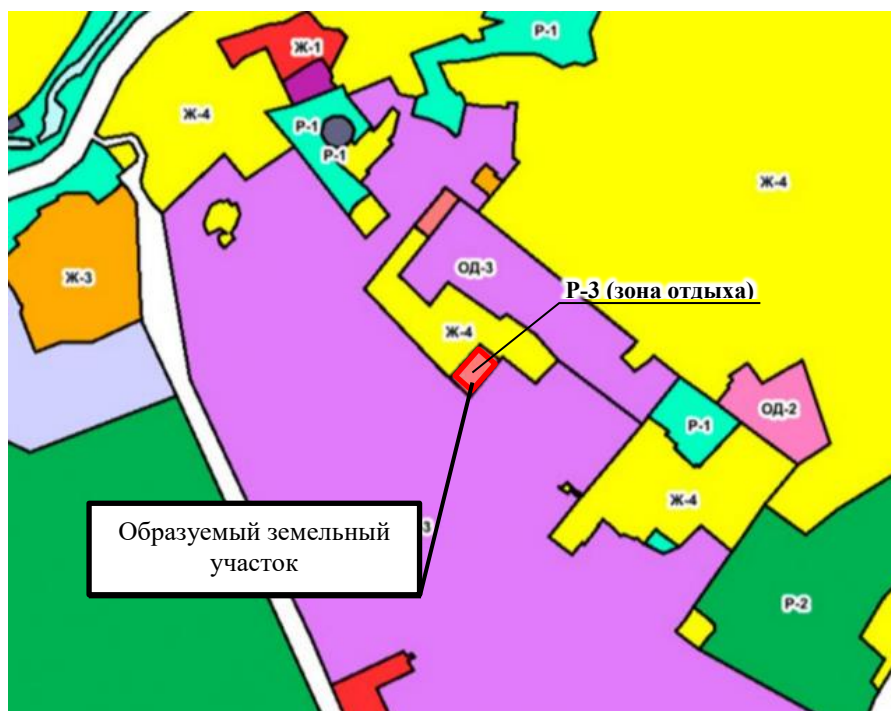 Р-1
Ж-1
Ж-4
Р-1
Р-1
Ж-4
Ж-3
ОД-3
Р-3 (зона отдыха)
Ж-4
ОД-2
Р-1
Ж-4
Образуемый земельный
участок
3
Р-2